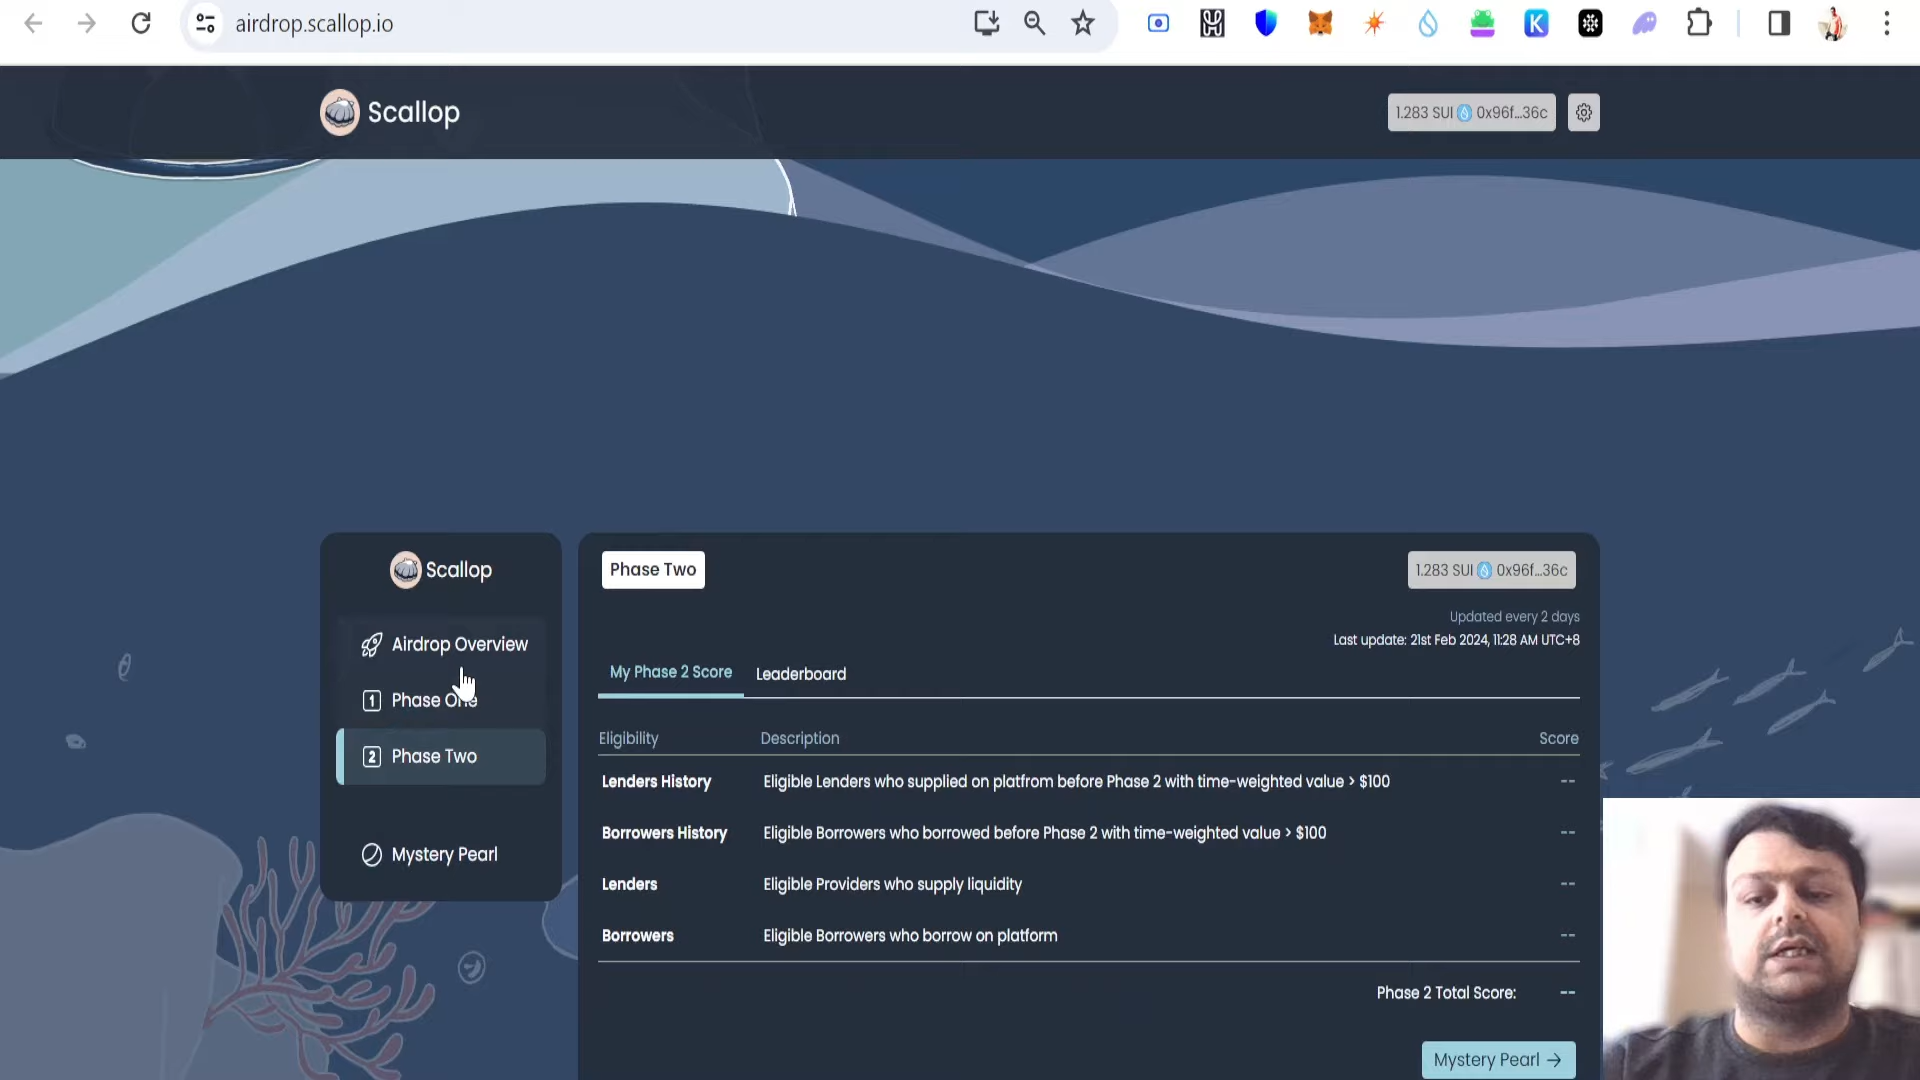 airdrop.scallop.io
Scallop
1.283 SUI 0x96f...36c
Scallop
Airdrop Overview
1 Phase One
2 Phase Two
Mystery Pearl
Phase Two
1.283 SUI 0x96f...36c
Updated every 2 days
Last update: 21st Feb 2024, 11:28 AM UTC+8
My Phase 2 Score Leaderboard
Eligibility Description Score
Lenders History Eligible Lenders who supplied on platfrom before Phase 2 with time-weighted value > $100 --
Borrowers History Eligible Borrowers who borrowed before Phase 2 with time-weighted value > $100 --
Lenders Eligible Providers who supply liquidity --
Borrowers Eligible Borrowers who borrow on platform --
Phase 2 Total Score: --
Mystery Pearl →